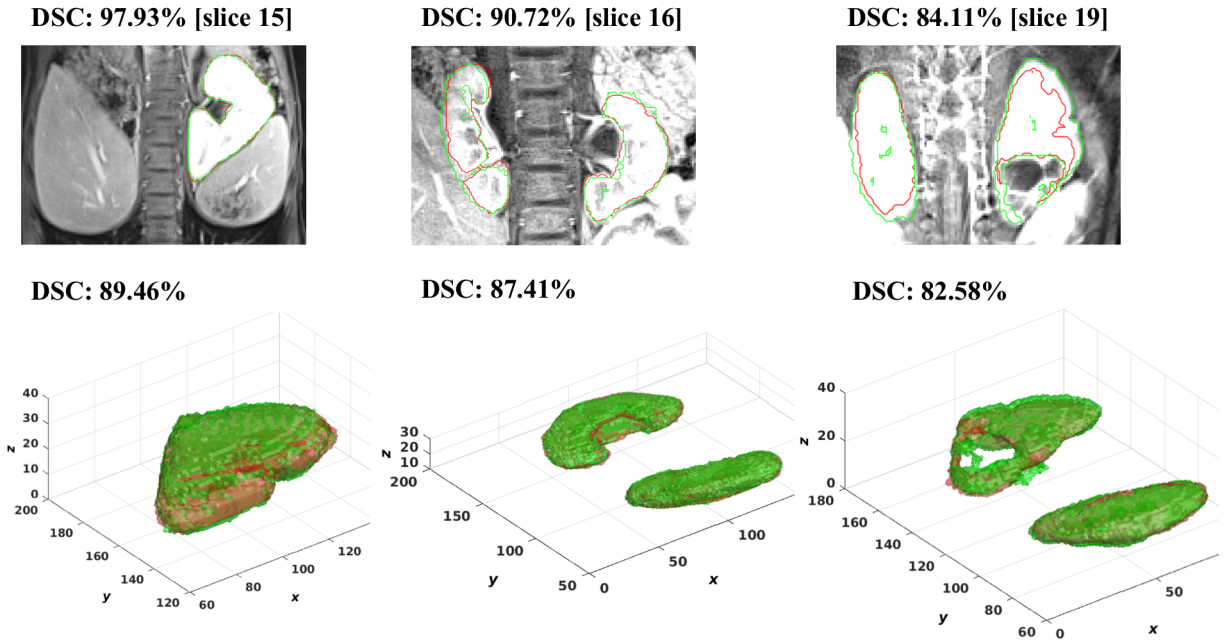 DSC: 97.93% [slice 15]
DSC: 90.72% [slice 16]
DSC: 84.11% [slice 19]
DSC: 89.46%
DSC: 87.41%
DSC: 82.58%
40
30
20
10
0
z
200
180
160
140
120
y
60
80
100
120
x
30
20
10
z
200
150
100
50
y
0
50
100
x
40
20
0
z
180
160
140
120
100
80
60
y
0
50
x